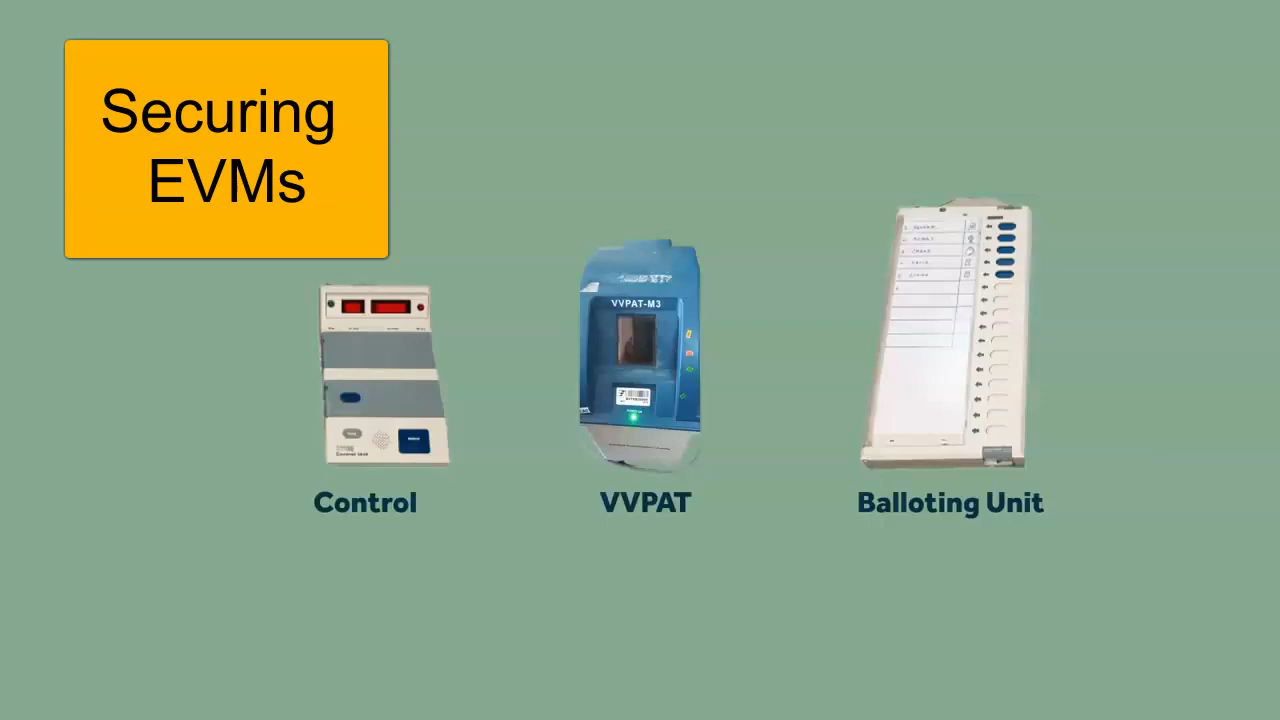 Securing
EVMs
VVPAT-M3
Control
VVPAT
Balloting Unit